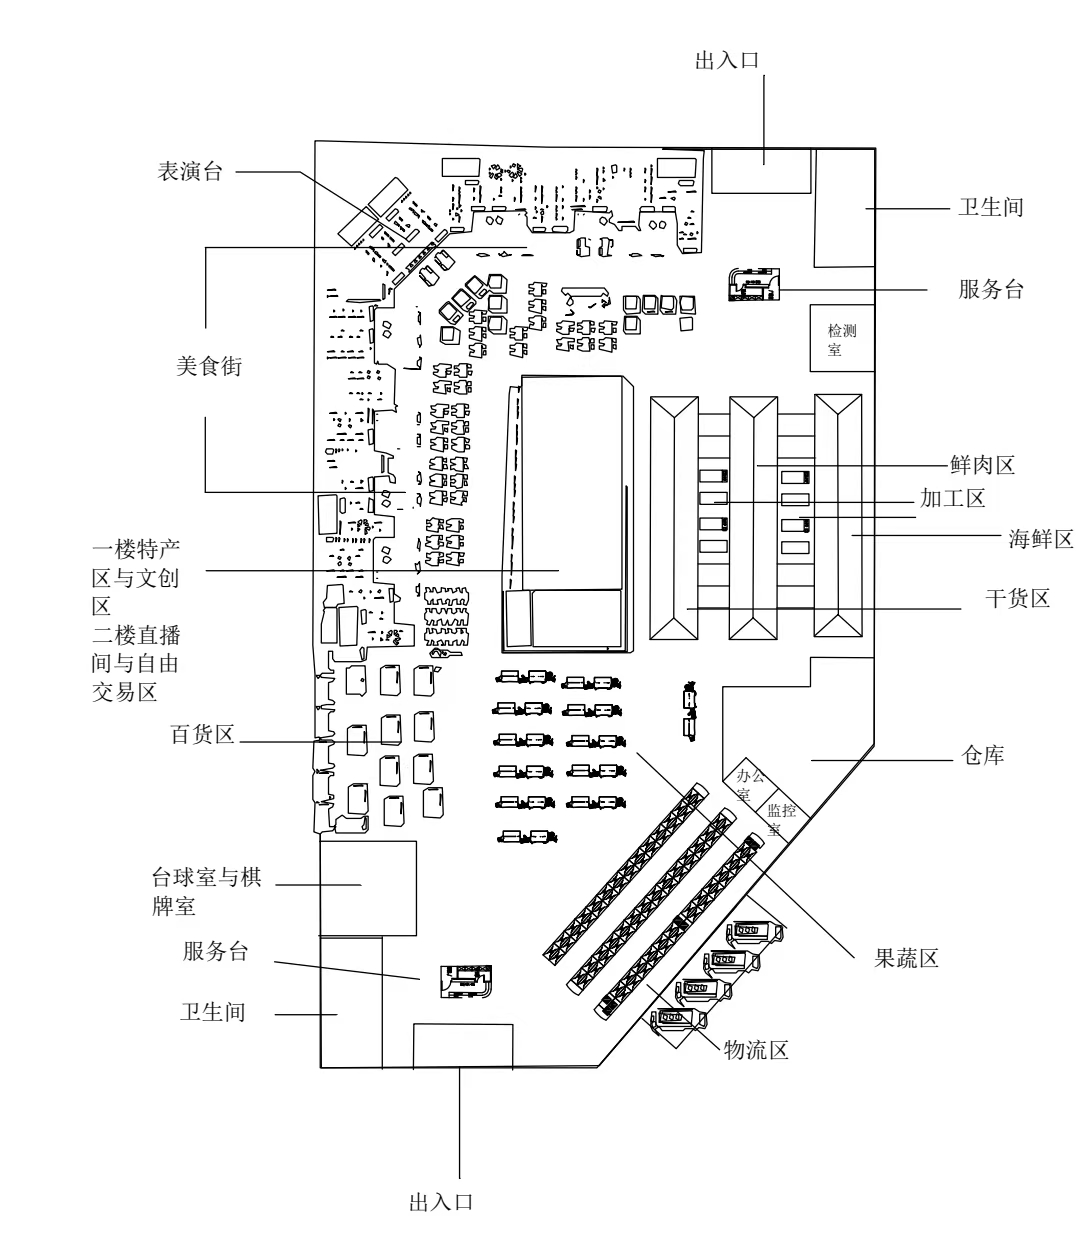 出入口
表演台
卫生间
服务台
检测
室
美食街
鲜肉区
加工区
海鲜区
一楼特产
区与文创
区
二楼直播
间与自由
交易区
干货区
百货区
仓库
办公
室
监控
室
台球室与棋
牌室
服务台
果蔬区
卫生间
物流区
出入口